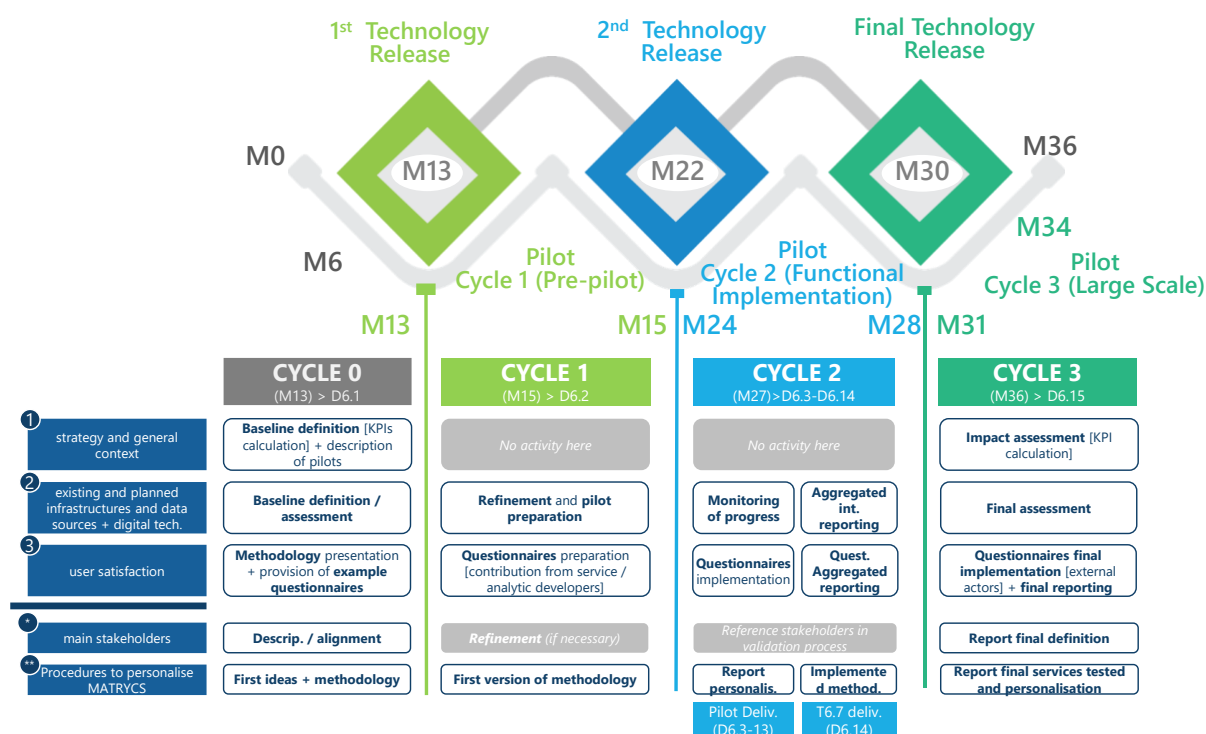 1st Technology
Release
2nd Technology
Release
Final Technology
Release
M0
M13
M22
M30
M36
M6
M34
Pilot
Cycle 1 (Pre-pilot)
Pilot
Cycle 2 (Functional
Implementation)
Pilot
Cycle 3 (Large Scale)
M13
M15
M24
M28
M31
CYCLE 0
(M13) > D6.1
CYCLE 1
(M15) > D6.2
CYCLE 2
(M27)>D6.3-D6.14
CYCLE 3
(M36) > D6.15
1
strategy and general
context
Baseline definition [KPIs
calculation] + description
of pilots
No activity here
No activity here
Impact assessment [KPI
calculation]
2
existing and planned
infrastructures and data
sources + digital tech.
Baseline definition /
assessment
Refinement and pilot
preparation
Monitoring
of progress
Aggregated
int.
reporting
Final assessment
3
user satisfaction
Methodology presentation
+ provision of example
questionnaires
Questionnaires preparation
[contribution from service /
analytic developers]
Questionnaires
implementation
Quest.
Aggregated
reporting
Questionnaires final
implementation [external
actors] + final reporting
*
main stakeholders
Descrip. / alignment
Refinement (if necessary)
Reference stakeholders in
validation process
Report final definition
**
Procedures to personalise
MATRYCS
First ideas + methodology
First version of methodology
Report
personalis.
Implemente
d method.
Report final services tested
and personalisation
Pilot Deliv.
(D6.3-13)
T6.7 deliv.
(D6.14)